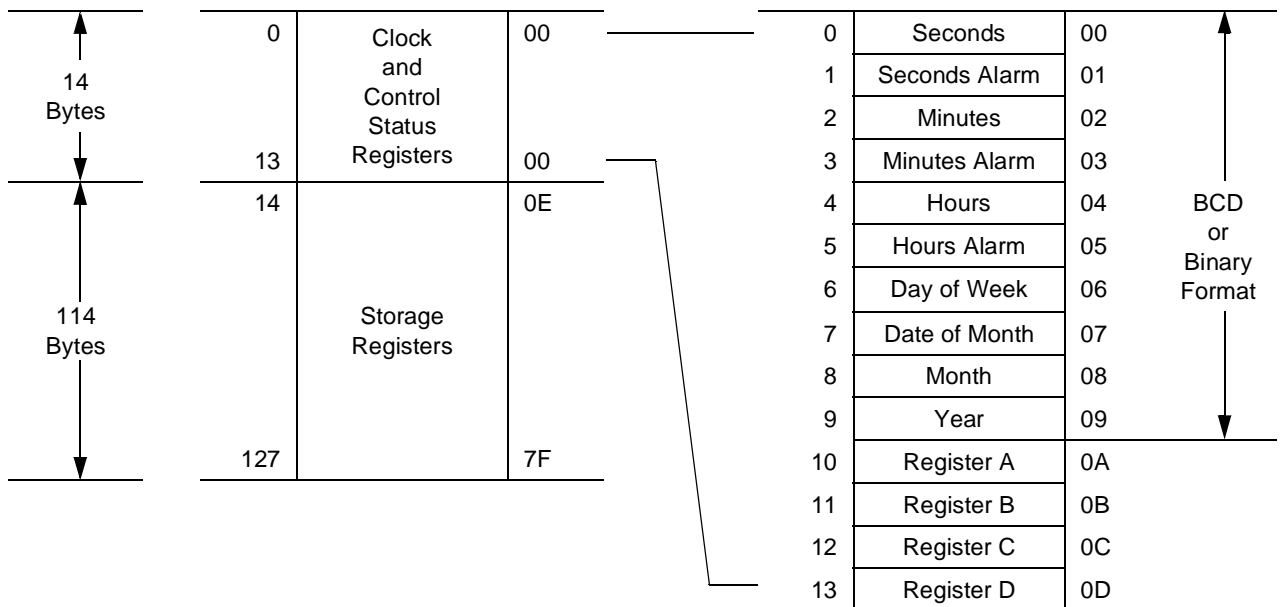 14
Bytes
114
Bytes
0 Clock 00
and
Control
Status
13 Registers 00
14 0E
Storage
Registers
127 7F
0 Seconds 00
1 Seconds Alarm 01
2 Minutes 02
3 Minutes Alarm 03
4 Hours 04
5 Hours Alarm 05
6 Day of Week 06
7 Date of Month 07
8 Month 08
9 Year 09
10 Register A 0A
11 Register B 0B
12 Register C 0C
13 Register D 0D
BCD
or
Binary
Format